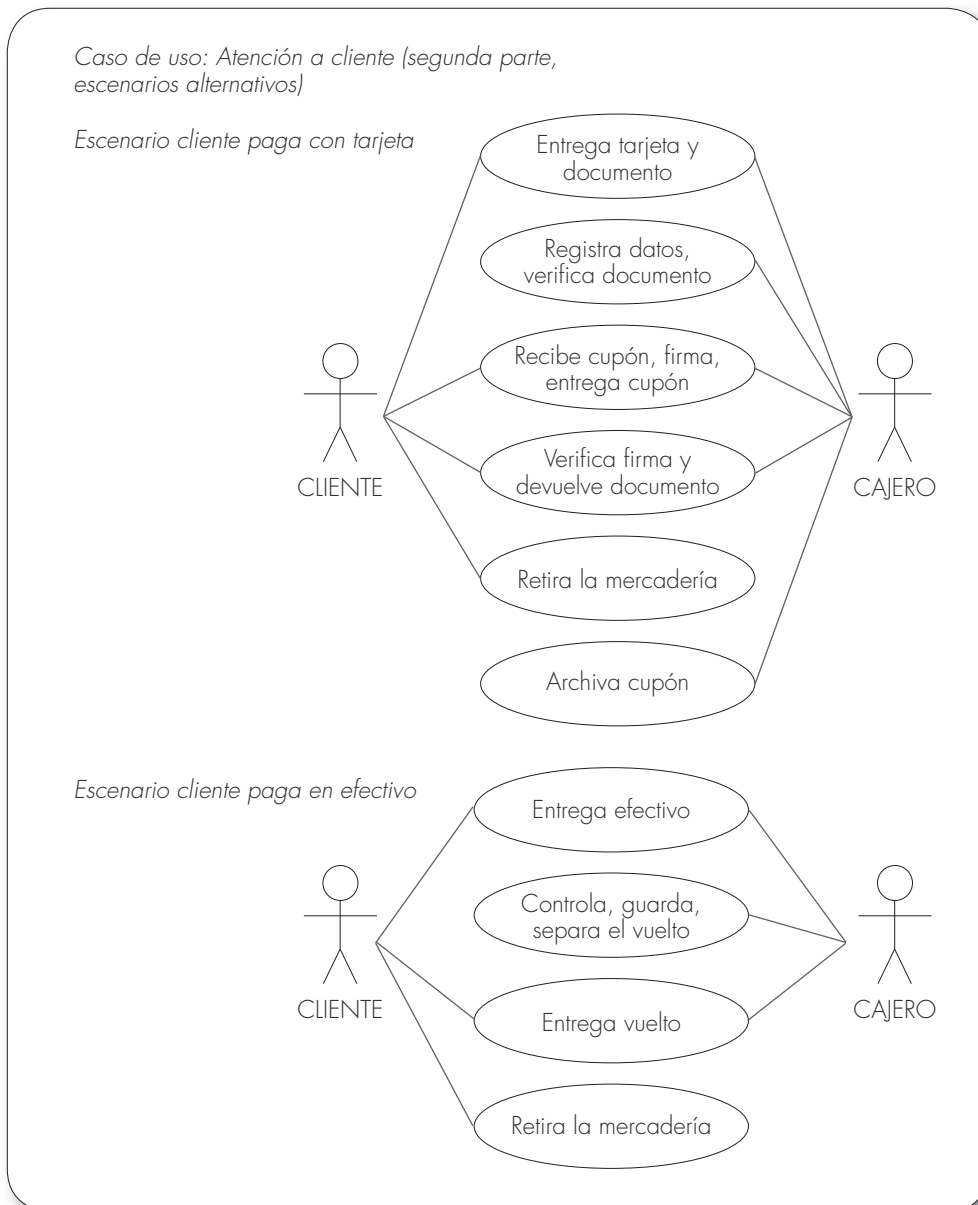 Caso de uso: Atención a cliente (segunda parte,
escenarios alternativos)
Escenario cliente paga con tarjeta
Entrega tarjeta y
documento
Registra datos,
verifica documento
Recibe cupón, firma,
entrega cupón
Verifica firma y
devuelve documento
CLIENTE
CAJERO
Retira la mercadería
Archiva cupón
Escenario cliente paga en efectivo
Entrega efectivo
Controla, guarda,
separa el vuelto
CLIENTE
Entrega vuelto
CAJERO
Retira la mercadería